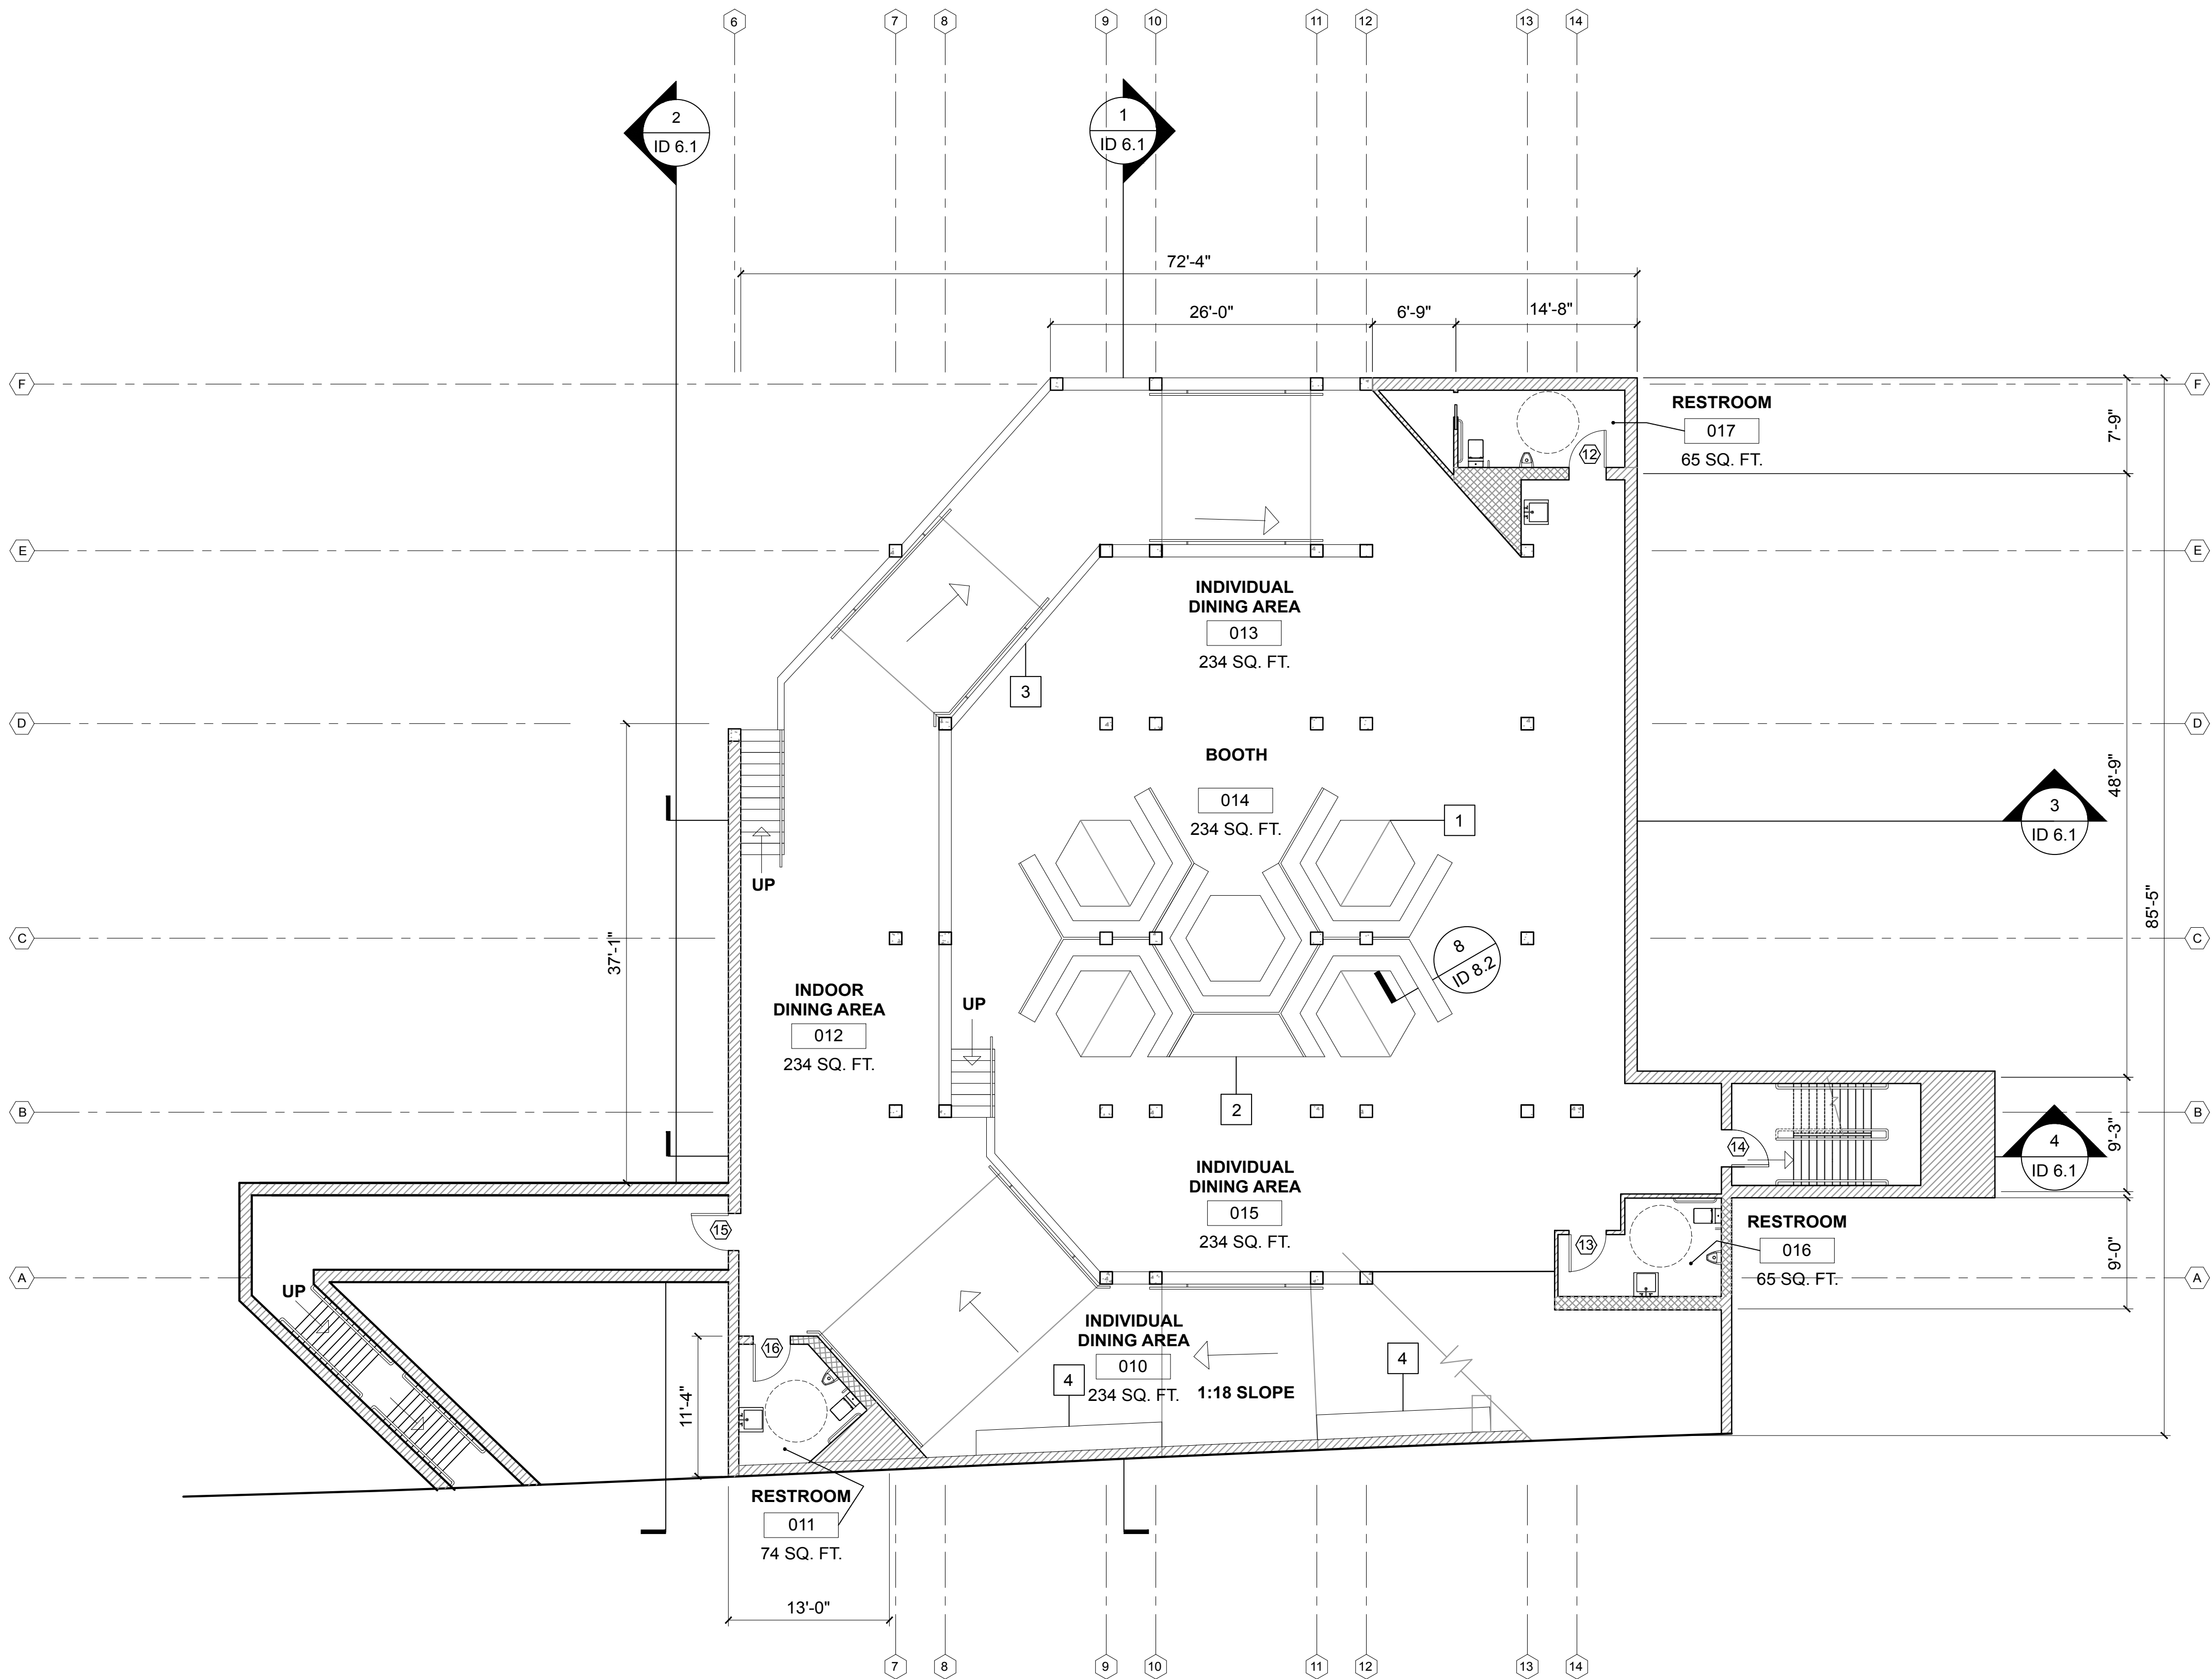 6
7
8
9
10
11
12
13
14
2
ID 6.1
1
ID 6.1
72'-4"
26'-0"
6'-9"
14'-8"
F
F
RESTROOM
017
65 SQ. FT.
7'-9"
12
E
E
INDIVIDUAL
DINING AREA
013
234 SQ. FT.
3
D
D
BOOTH
014
234 SQ. FT.
1
48'-9"
3
ID 6.1
UP
85'-5"
C
C
37'-1"
8
ID 8.2
INDOOR
DINING AREA
012
234 SQ. FT.
UP
2
B
B
14
9'-3"
4
ID 6.1
INDIVIDUAL
DINING AREA
015
234 SQ. FT.
15
13
RESTROOM
016
65 SQ. FT.
9'-0"
A
A
UP
INDIVIDUAL
DINING AREA
010
234 SQ. FT.
1:18 SLOPE
4
4
16
11'-4"
RESTROOM
011
74 SQ. FT.
13'-0"
7
8
9
10
11
12
13
14